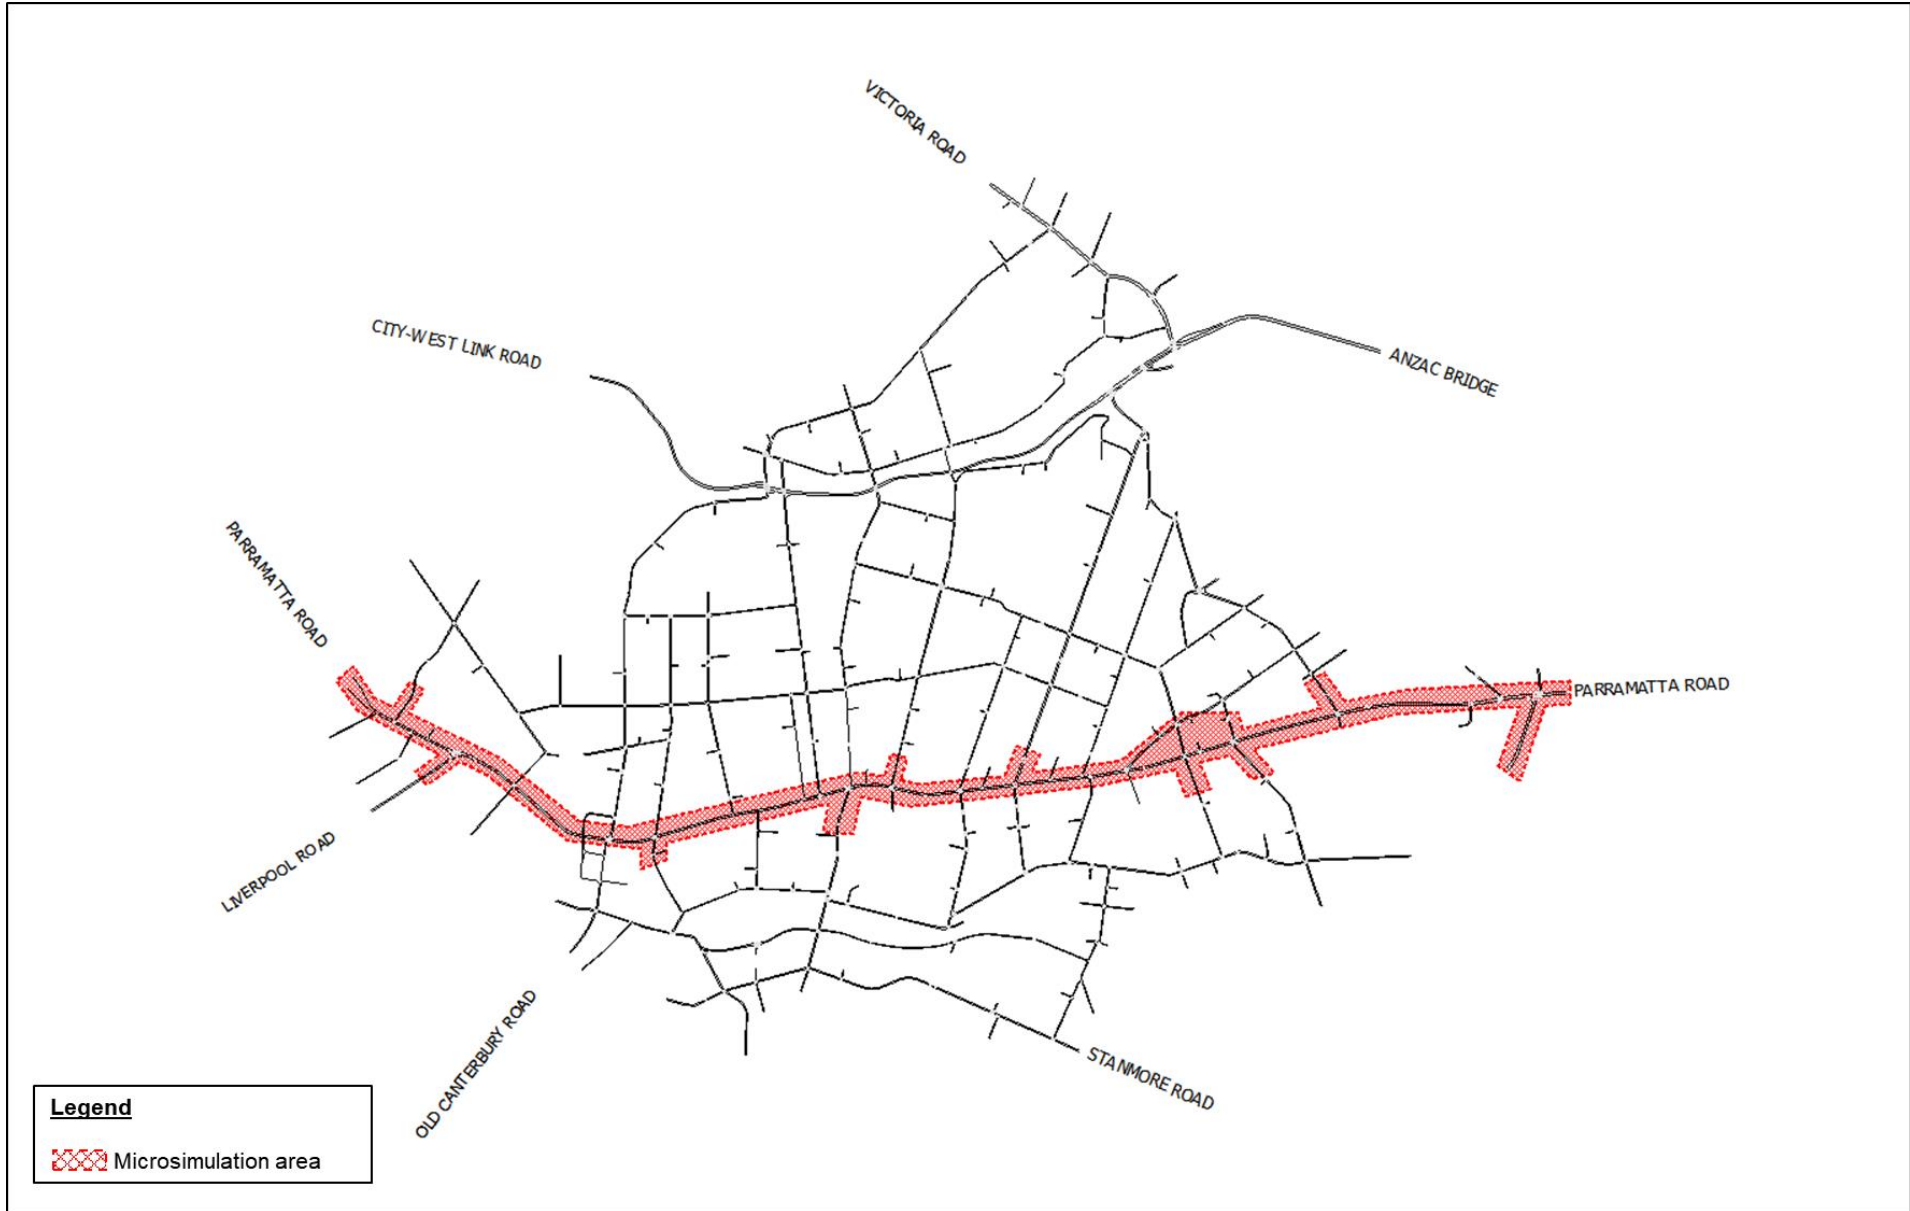 VICTORIA ROAD
CITY-WEST LINK ROAD
ANZAC BRIDGE
PARRAMATTA ROAD
PARRAMATTA ROAD
LIVERPOOL ROAD
OLD CANTERBURY ROAD
STANMORE ROAD
Legend
Microsimulation area